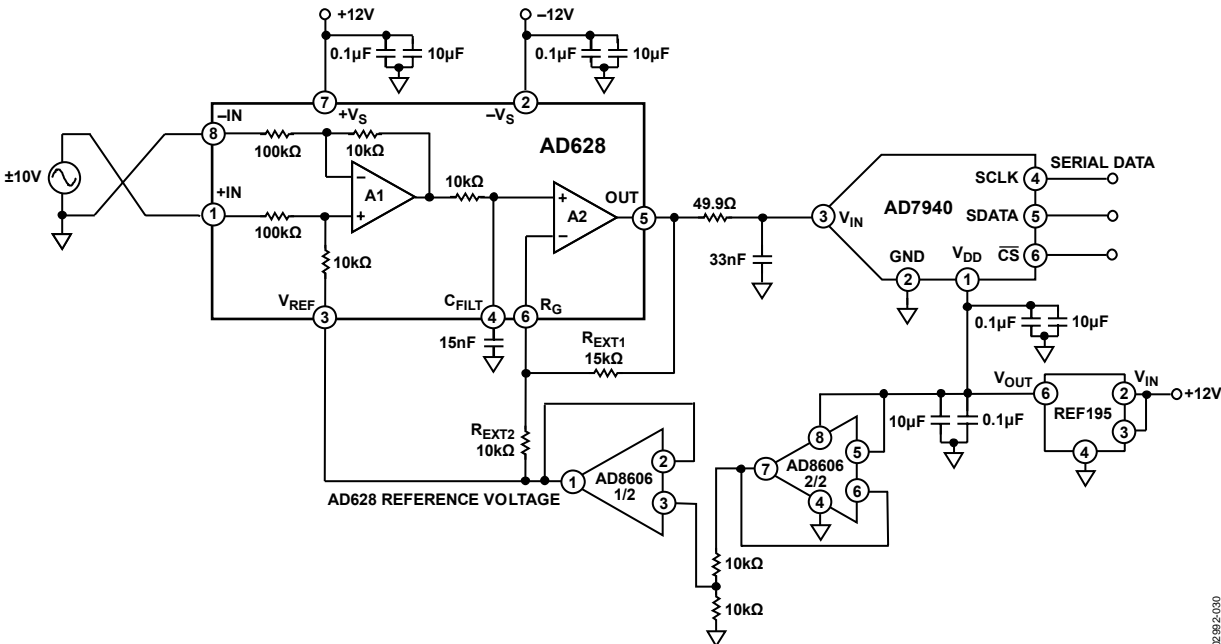 +12V
–12V
0.1µF
10µF
0.1µF
10µF
7
2
–IN
+VS
–VS
8
100kΩ
10kΩ
AD628
±10V
–
A1
+
10kΩ
+
A2
–
OUT
5
+IN
1
100kΩ
10kΩ
VREF
3
CFILT
4
RG
6
15nF
49.9Ω
33nF
3
VIN
AD7940
SERIAL DATA
SCLK
4
SDATA
5
CS
6
GND
2
VDD
1
0.1µF
10µF
REXT1
15kΩ
REXT2
10kΩ
VOUT
6
REF195
VIN
2
+12V
3
4
10µF
0.1µF
8
7
AD8606
2/2
5
6
4
2
1
AD8606
1/2
3
AD628 REFERENCE VOLTAGE
10kΩ
10kΩ
02992-030